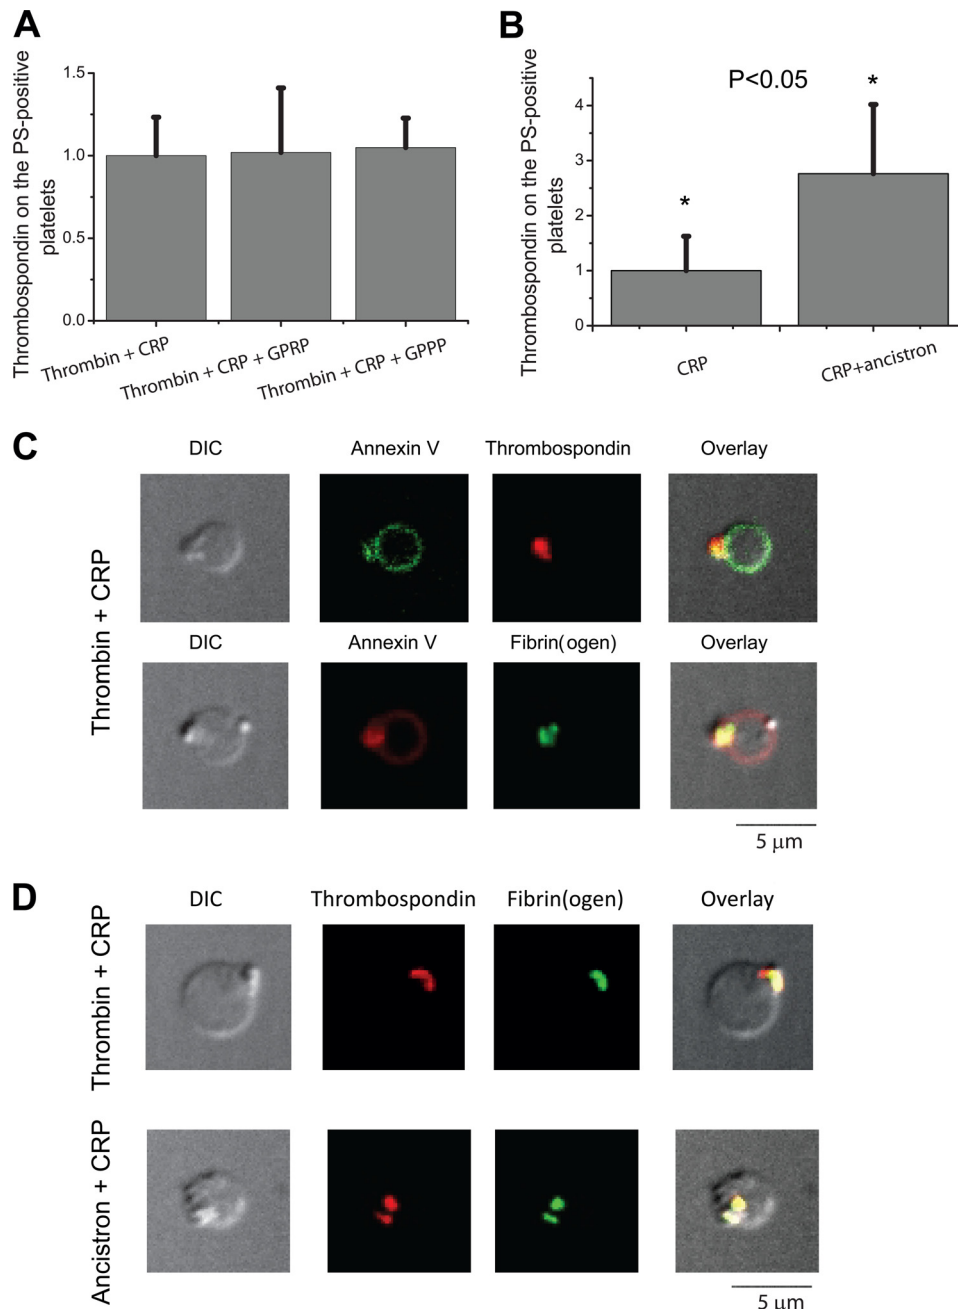 A
Thrombospondin on the PS-positive
platelets
1.5
1.0
0.5
0.0
Thrombin + CRP
Thrombin + CRP + GPRP
Thrombin + CRP + GPPP
B
Thrombospondin on the PS-positive
platelets
P<0.05
*
*
4
3
2
1
0
CRP
CRP+ancistron
C
DIC Annexin V Thrombospondin Overlay
Thrombin + CRP
DIC Annexin V Fibrin(ogen) Overlay
5 μm
D
DIC Thrombospondin Fibrin(ogen) Overlay
Thrombin + CRP
Ancistron + CRP
5 μm